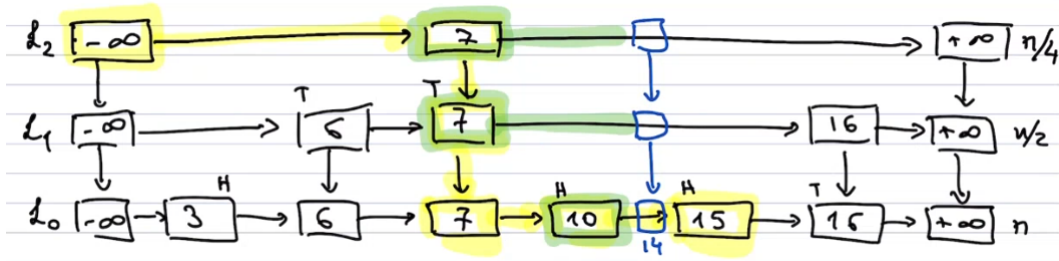 L₂ -∞ 7 +∞ n/4
T T
L₁ -∞ 6 7 16 +∞ n/2
H H H T
L₀ -∞ 3 6 7 10 15 16 +∞ n
14